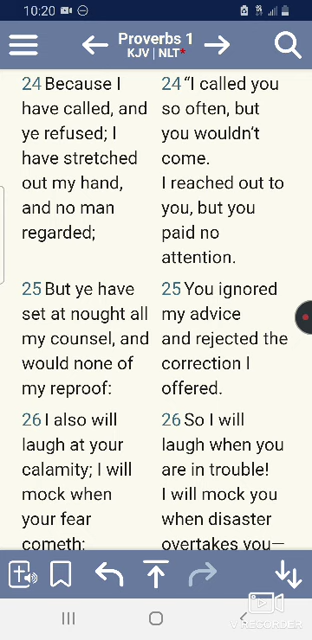 10:20
Proverbs 1
KJV | NLT*
24 Because I
have called, and
ye refused; I
have stretched
out my hand,
and no man
regarded;
24 “I called you
so often, but
you wouldn’t
come.
I reached out to
you, but you
paid no
attention.
25 But ye have
set at nought all
my counsel, and
would none of
my reproof:
25 You ignored
my advice
and rejected the
correction I
offered.
26 I also will
laugh at your
calamity; I will
mock when
your fear
cometh;
26 So I will
laugh when you
are in trouble!
I will mock you
when disaster
overtakes you—
V RECORDER